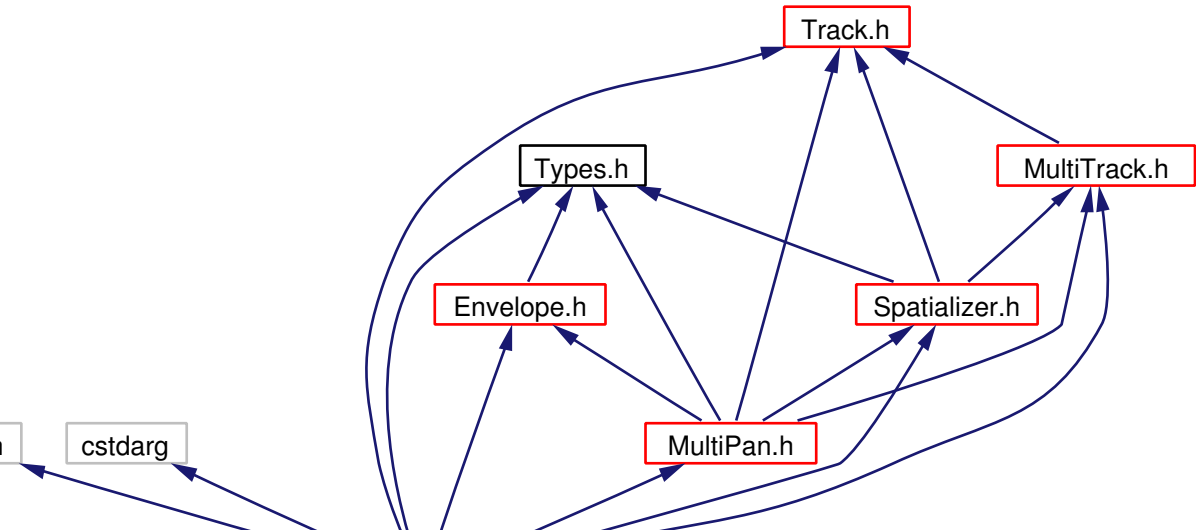 Track.h
Types.h
MultiTrack.h
Envelope.h
Spatializer.h
cstdarg
MultiPan.h